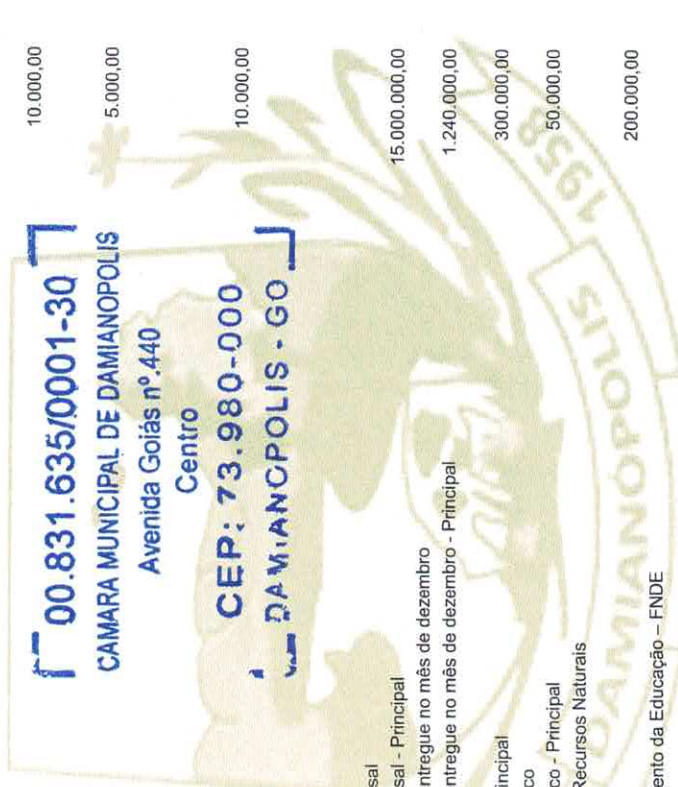 10.000,00
00.831.635/0001-30
CAMARA MUNICIPAL DE DAMIANOPOLIS
5.000,00
Avenida Goiás nº.440
Centro
CEP: 73.980-000
10.000,00
DAMIANOPOLIS - GO
sal
sal - Principal 15.000.000,00
ntregue no mês de dezembro
ntregue no mês de dezembro - Principal 1.240.000,00
incipal 300.000,00
co
co - Principal 50.000,00
Recursos Naturais
ento da Educação – FNDE 200.000,00
DAMIANÓPOLIS 1958